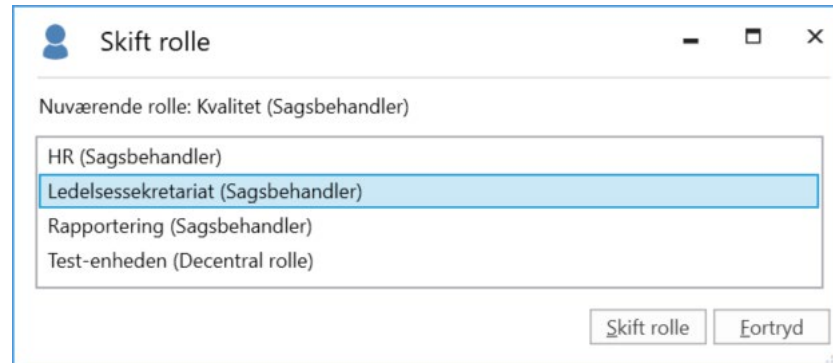 Skift rolle
Nuværende rolle: Kvalitet (Sagsbehandler)
HR (Sagsbehandler)
Ledelsessekretariat (Sagsbehandler)
Rapportering (Sagsbehandler)
Test-enheden (Decentral rolle)
Skift rolle Fortryd